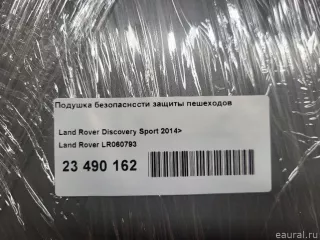 Подушка безопасности защиты пешеходов
Land Rover Discovery Sport 2014>
Land Rover LR060793
23 490 162
eaural.ru